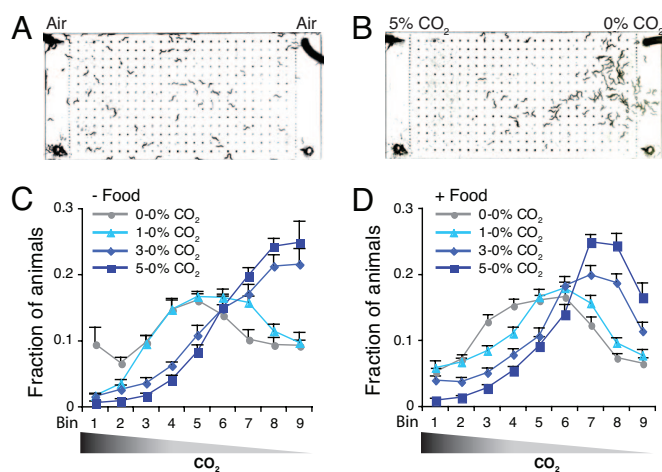 A Air Air
B 5% CO2 0% CO2
C - Food
0-0% CO2
1-0% CO2
3-0% CO2
5-0% CO2
Fraction of animals
0.3
0.2
0.1
0
Bin 1 2 3 4 5 6 7 8 9
CO2
D + Food
0-0% CO2
1-0% CO2
3-0% CO2
5-0% CO2
Fraction of animals
0.3
0.2
0.1
0
Bin 1 2 3 4 5 6 7 8 9
CO2